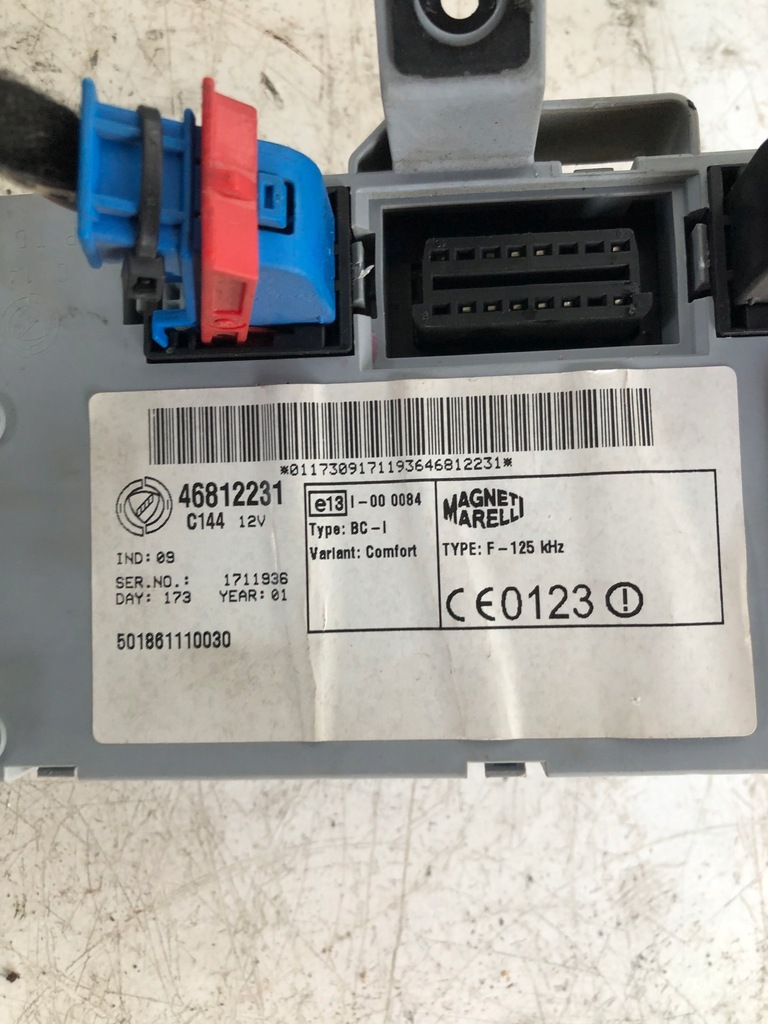 *0117309171193646812231*
46812231
C144 12V
IND: 09
SER.NO.: 1711936
DAY: 173 YEAR: 01
501861110030
e13 I-00 0084
Type: BC-I
Variant: Comfort
MAGNETI
MARELLI
TYPE: F-125 kHz
CE0123